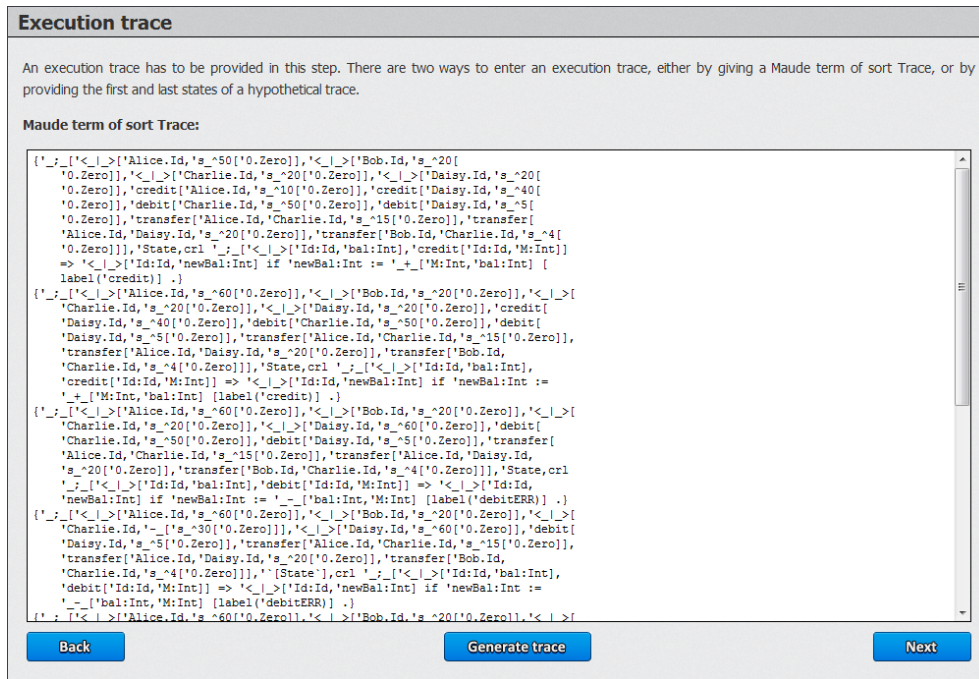 Execution trace
An execution trace has to be provided in this step. There are two ways to enter an execution trace, either by giving a Maude term of sort Trace, or by
providing the first and last states of a hypothetical trace.
Maude term of sort Trace:
{'_;_['<_|_>['Alice.Id,'s_^50['0.Zero]],'<_|_>['Bob.Id,'s_^20[
'0.Zero]],'<_|_>['Charlie.Id,'s_^20['0.Zero]],'<_|_>['Daisy.Id,'s_^20[
'0.Zero]],'credit['Alice.Id,'s_^10['0.Zero]],'credit['Daisy.Id,'s_^40[
'0.Zero]],'debit['Charlie.Id,'s_^50['0.Zero]],'debit['Daisy.Id,'s_^5[
'0.Zero]],'transfer['Alice.Id,'Charlie.Id,'s_^15['0.Zero]],'transfer[
'Alice.Id,'Daisy.Id,'s_^20['0.Zero]],'transfer['Bob.Id,'Charlie.Id,'s_^4[
'0.Zero]]],'State,crl '_;_['<_|_>['Id:Id,'bal:Int],'credit['Id:Id,'M:Int]]
=> '<_|_>['Id:Id,'newBal:Int] if 'newBal:Int := '_+_['M:Int,'bal:Int] [
label('credit)] .}
{'_;_['<_|_>['Alice.Id,'s_^60['0.Zero]],'<_|_>['Bob.Id,'s_^20['0.Zero]],'<_|_>[
'Charlie.Id,'s_^20['0.Zero]],'<_|_>['Daisy.Id,'s_^20['0.Zero]],'credit[
'Daisy.Id,'s_^40['0.Zero]],'debit['Charlie.Id,'s_^50['0.Zero]],'debit[
'Daisy.Id,'s_^5['0.Zero]],'transfer['Alice.Id,'Charlie.Id,'s_^15['0.Zero]],
'transfer['Alice.Id,'Daisy.Id,'s_^20['0.Zero]],'transfer['Bob.Id,
'Charlie.Id,'s_^4['0.Zero]]],'State,crl '_;_['<_|_>['Id:Id,'bal:Int],
'credit['Id:Id,'M:Int]] => '<_|_>['Id:Id,'newBal:Int] if 'newBal:Int :=
'_+_['M:Int,'bal:Int] [label('credit)] .}
{'_;_['<_|_>['Alice.Id,'s_^60['0.Zero]],'<_|_>['Bob.Id,'s_^20['0.Zero]],'<_|_>[
'Charlie.Id,'s_^20['0.Zero]],'<_|_>['Daisy.Id,'s_^60['0.Zero]],'debit[
'Charlie.Id,'s_^50['0.Zero]],'debit['Daisy.Id,'s_^5['0.Zero]],'transfer[
'Alice.Id,'Charlie.Id,'s_^15['0.Zero]],'transfer['Alice.Id,'Daisy.Id,
's_^20['0.Zero]],'transfer['Bob.Id,'Charlie.Id,'s_^4['0.Zero]]],'State,crl
'_;_['<_|_>['Id:Id,'bal:Int],'debit['Id:Id,'M:Int]] => '<_|_>['Id:Id,
'newBal:Int] if 'newBal:Int := '_-_['bal:Int,'M:Int] [label('debitERR)] .}
{'_;_['<_|_>['Alice.Id,'s_^60['0.Zero]],'<_|_>['Bob.Id,'s_^20['0.Zero]],'<_|_>[
'Charlie.Id,'-_['s_^30['0.Zero]]],'<_|_>['Daisy.Id,'s_^60['0.Zero]],'debit[
'Daisy.Id,'s_^5['0.Zero]],'transfer['Alice.Id,'Charlie.Id,'s_^15['0.Zero]],
'transfer['Alice.Id,'Daisy.Id,'s_^20['0.Zero]],'transfer['Bob.Id,
'Charlie.Id,'s_^4['0.Zero]]],'`[State`],crl '_;_['<_|_>['Id:Id,'bal:Int],
'debit['Id:Id,'M:Int]] => '<_|_>['Id:Id,'newBal:Int] if 'newBal:Int :=
'_-_['bal:Int,'M:Int] [label('debitERR)] .}
{'_;_['<_|_>['Alice.Id,'s_^60['0.Zero]],'<_|_>['Bob.Id,'s_^20['0.Zero]],'<_|_>[
Back
Generate trace
Next